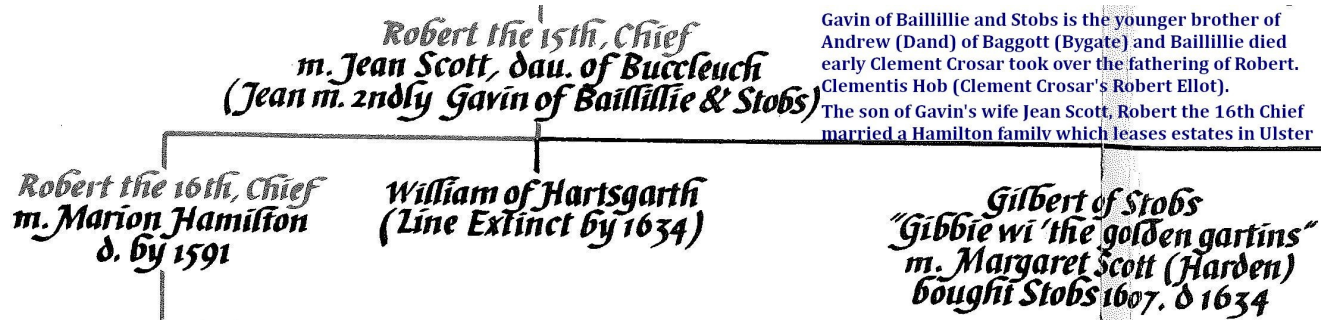 Robert the 15th, Chief
m. Jean Scott, dau. of Buccleuch
(Jean m. 2ndly Gavin of Baillillie & Stobs)
Gavin of Baillillie and Stobs is the younger brother of
Andrew (Dand) of Baggott (Bygate) and Baillillie died
early Clement Crosar took over the fathering of Robert.
Clementis Hob (Clement Crosar's Robert Ellot).
The son of Gavin's wife Jean Scott, Robert the 16th Chief
married a Hamilton family which leases estates in Ulster
Robert the 16th, Chief
m. Marion Hamilton
d. by 1591
William of Hartsgarth
(Line Extinct by 1634)
Gilbert of Stobs
"Gibbie wi' the golden gartins"
m. Margaret Scott (Harden)
bought Stobs 1607. d 1634